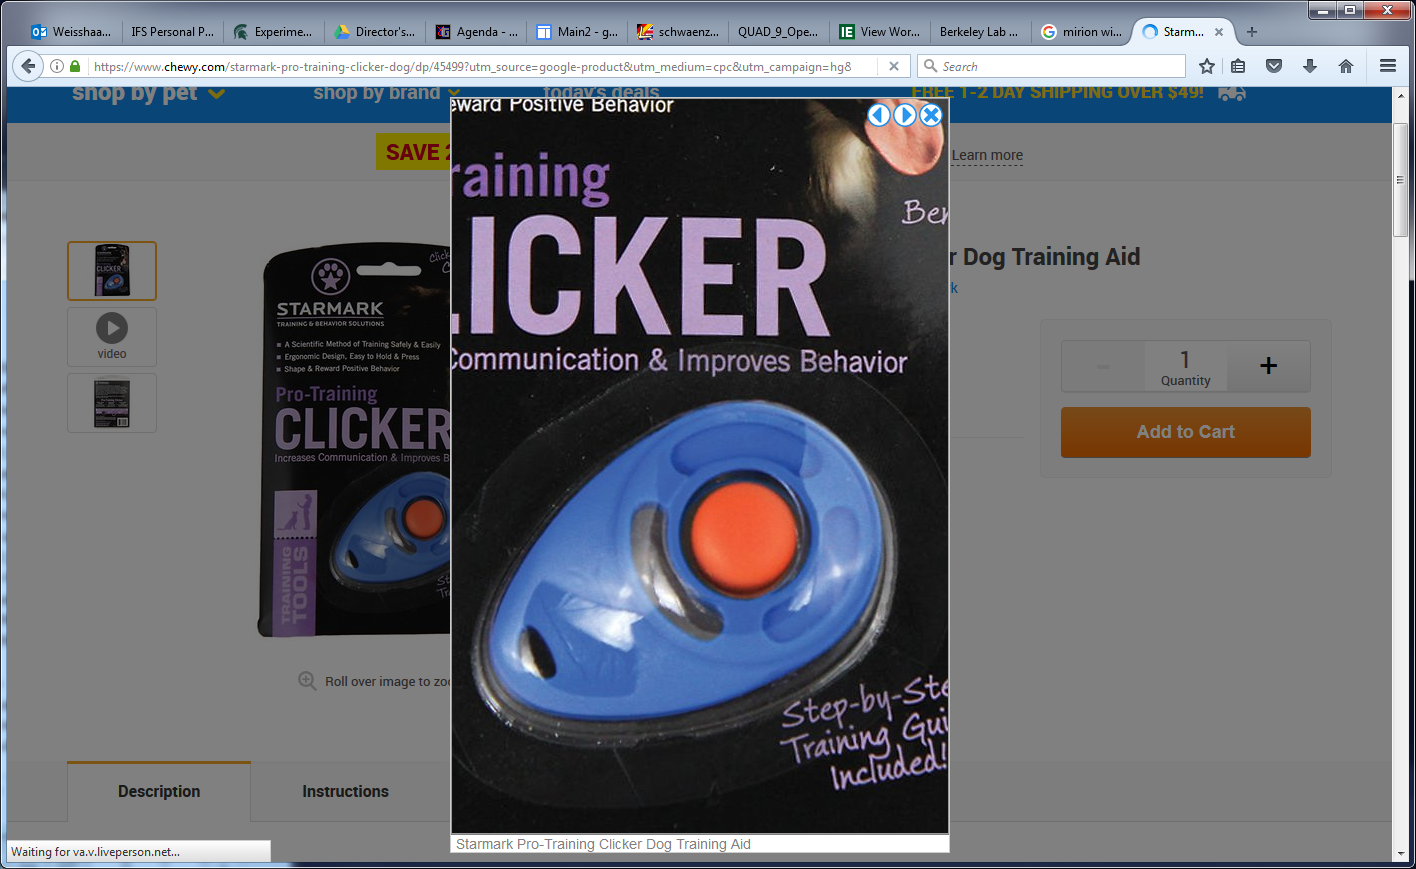 Weisshaa...
IFS Personal P...
Experime...
Director's...
Agenda - ...
Main2 - g...
schwaenz...
QUAD_9_Ope...
View Wor...
Berkeley Lab ...
mirion wi...
Starm...
https://www.chewy.com/starmark-pro-training-clicker-dog/dp/45499?utm_source=google-product&utm_medium=cpc&utm_campaign=hg&
Search
shop by pet
shop by brand
today's deals
FREE 1-2 DAY SHIPPING OVER $49!
SAVE
Learn more
eward Positive Behavior
raining
LICKER
Communication & Improves Behavior
Ber
Step-by-Ste
Training Gui
Included!
Starmark Pro-Training Clicker Dog Training Aid
video
STARMARK
TRAINING & BEHAVIOR SOLUTIONS
A Scientific Method of Training Safely & Easily
Ergonomic Design, Easy to Hold & Press
Shape & Reward Positive Behavior
Pro-Training
CLICKER
Increases Communication & Improves B
TRAINING
TOOLS
CLICKER
Roll over image to zoo
r Dog Training Aid
k
1
Quantity
Add to Cart
Description
Instructions
Waiting for va.v.liveperson.net...